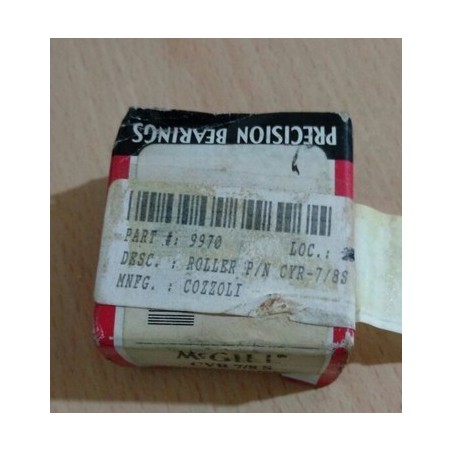 PRECISION BEARINGS
PART #: 9970 LOC.:
DESC. : ROLLER P/N CYR-7/8S
MNFG. : COZZOLI
McGILL®
CYR 7/8 S